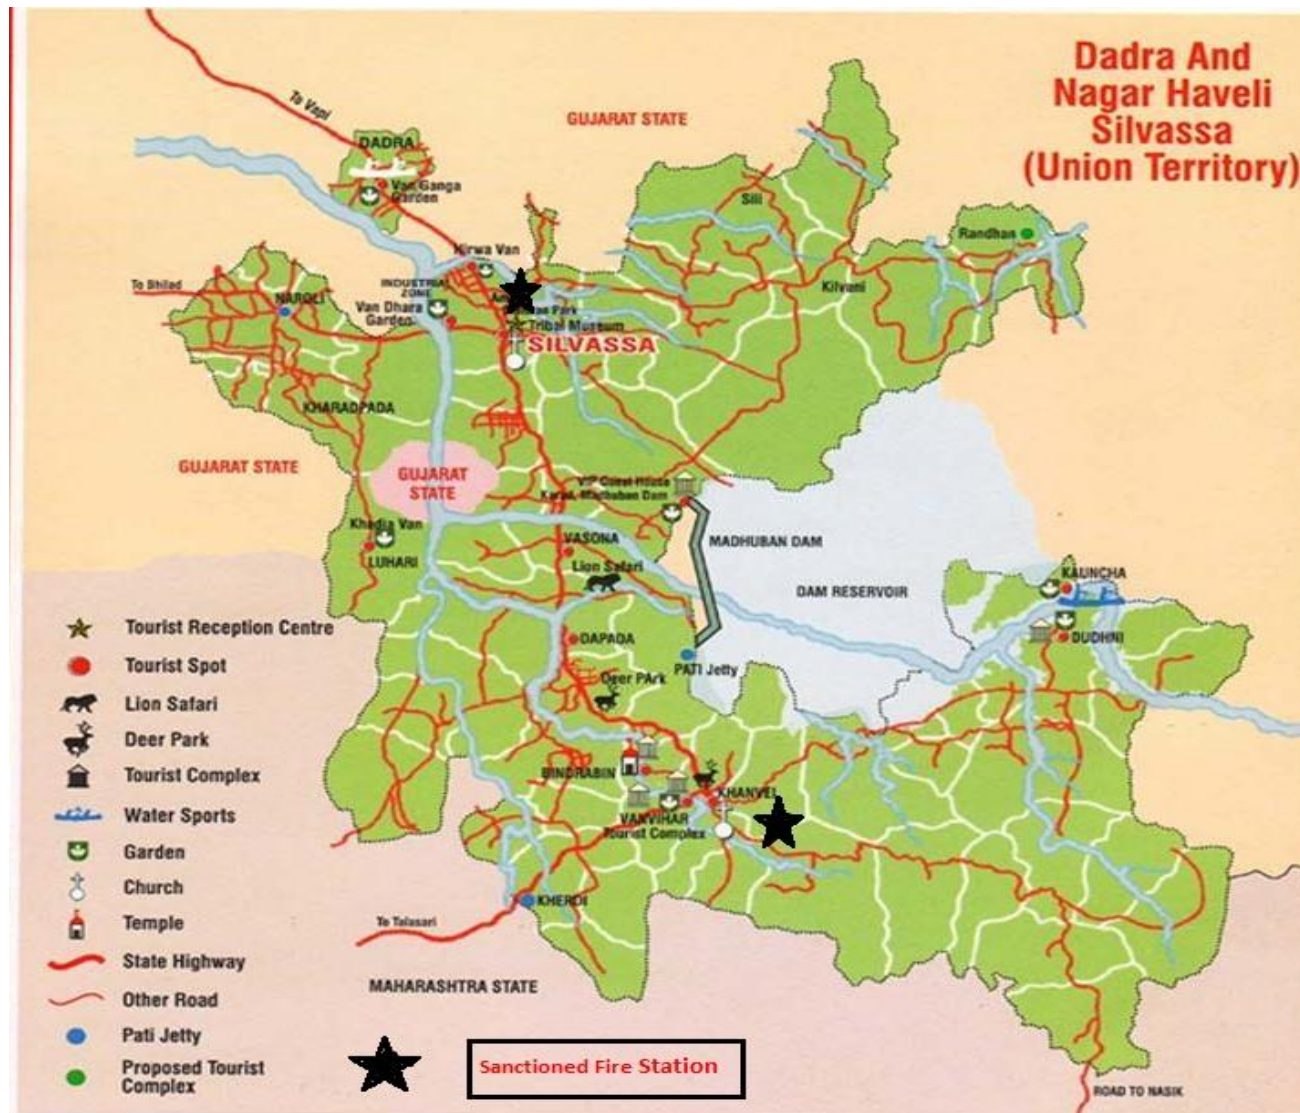 Dadra And
Nagar Haveli
Silvassa
(Union Territory)
To Vapi
GUJARAT STATE
DADRA
Van Ganga
Garden
Sili
Randhan
Kirwa Van
To Bhilad
INDUSTRIAL
ZONE
Kilvani
NAROLI
Van Dhara
Garden
Park
Tribal Museum
SILVASSA
KHARADPADA
GUJARAT STATE
GUJARAT
STATE
VIP Guest House
Karad, Madhuban Dam
Khadia Van
LUHARI
VASONA
MADHUBAN DAM
Lion Safari
DAM RESERVOIR
KAUNCHA
DAPADA
DUDHNI
PATI Jetty
Deer PArk
BINDRABIN
KHANVEL
VANVIHAR
Tourist Complex
KHERDI
To Talasari
MAHARASHTRA STATE
ROAD TO NASIK
Tourist Reception Centre
Tourist Spot
Lion Safari
Deer Park
Tourist Complex
Water Sports
Garden
Church
Temple
State Highway
Other Road
Pati Jetty
Proposed Tourist
Complex
Sanctioned Fire Station